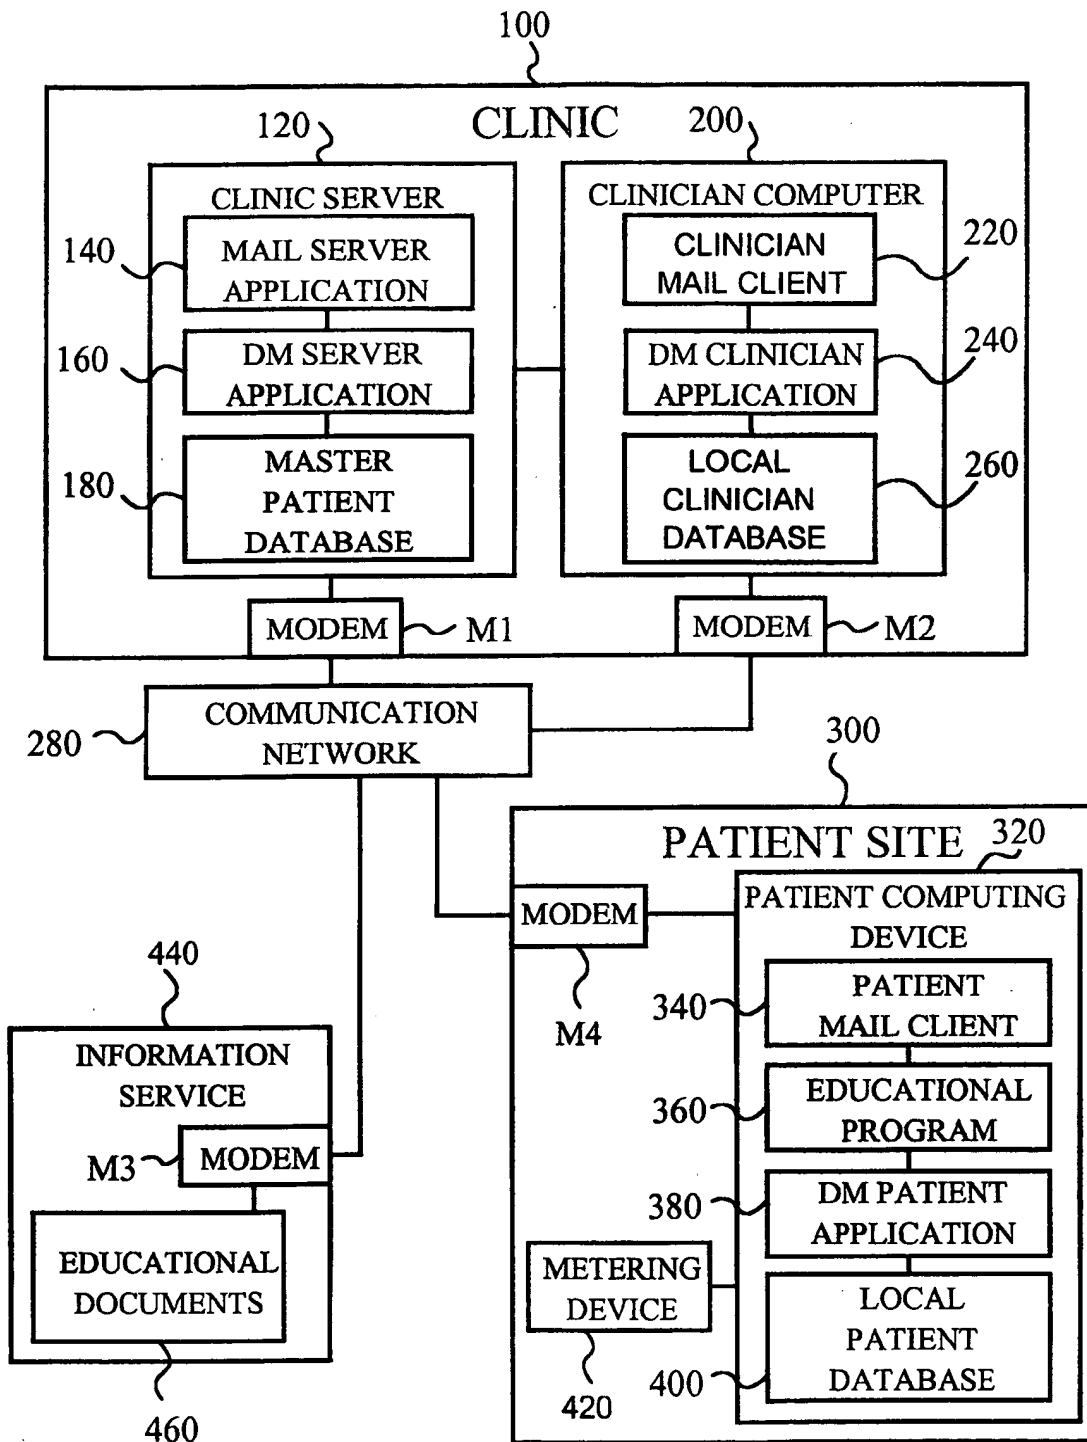 100
CLINIC
120
200
CLINIC SERVER
CLINICIAN COMPUTER
140
MAIL SERVER
APPLICATION
CLINICIAN
MAIL CLIENT
220
160
DM SERVER
APPLICATION
DM CLINICIAN
APPLICATION
240
180
MASTER
PATIENT
DATABASE
LOCAL
CLINICIAN
DATABASE
260
MODEM
M1
MODEM
M2
COMMUNICATION
NETWORK
280
300
PATIENT SITE
320
MODEM
M4
PATIENT COMPUTING
DEVICE
340
PATIENT
MAIL CLIENT
360
EDUCATIONAL
PROGRAM
380
DM PATIENT
APPLICATION
METERING
DEVICE
420
LOCAL
PATIENT
DATABASE
400
440
INFORMATION
SERVICE
M3
MODEM
EDUCATIONAL
DOCUMENTS
460